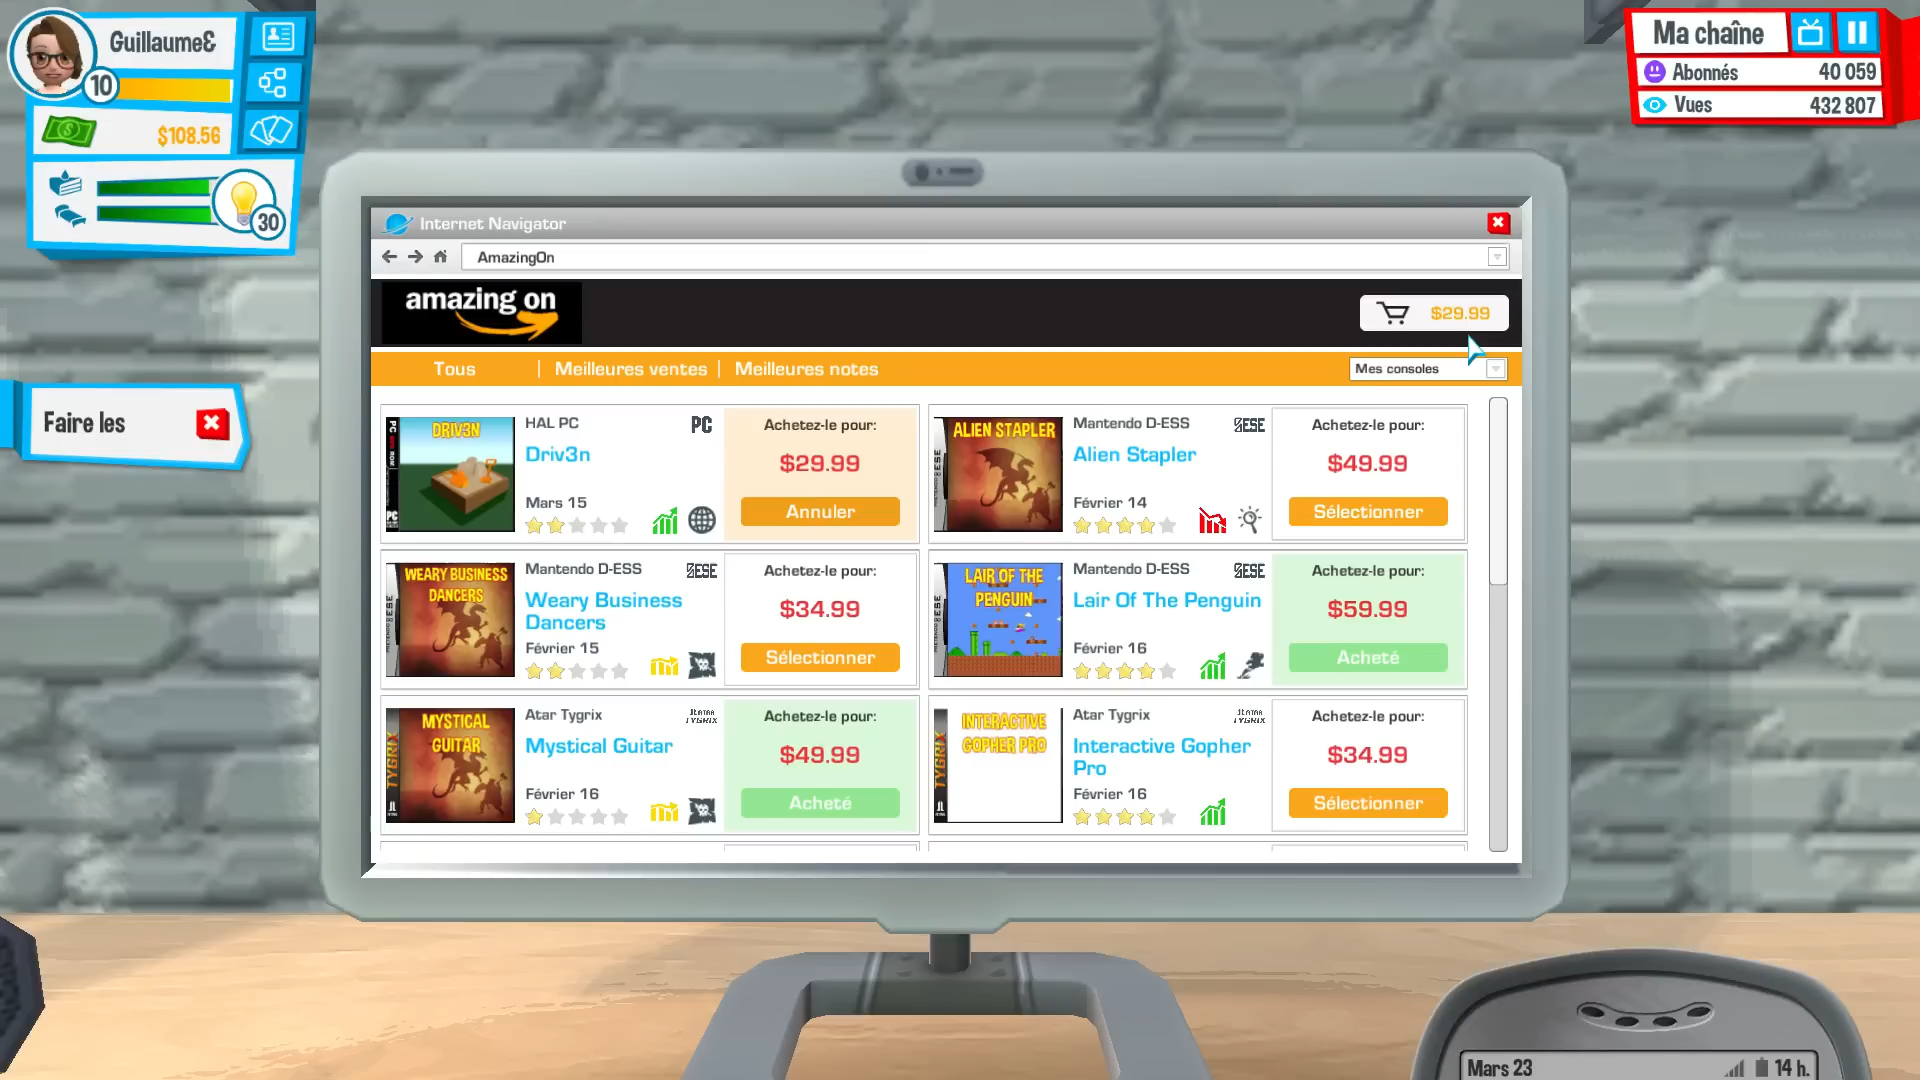 Guillaume&
10
$108.56
30
Ma chaîne
Abonnés 40 059
Vues 432 807
Faire les
Internet Navigator
AmazingOn
amazing on
$29.99
Tous | Meilleures ventes | Meilleures notes
Mes consoles
DRIV3N
HAL PC
PC
Driv3n
Mars 15
Achetez-le pour:
$29.99
Annuler
ALIEN STAPLER
Mantendo D-ESS
Alien Stapler
Février 14
Achetez-le pour:
$49.99
Sélectionner
WEARY BUSINESS
DANCERS
Mantendo D-ESS
Weary Business
Dancers
Février 15
Achetez-le pour:
$34.99
Sélectionner
LAIR OF THE
PENGUIN
Mantendo D-ESS
Lair Of The Penguin
Février 16
Achetez-le pour:
$59.99
Acheté
MYSTICAL
GUITAR
TYGRIX
Atar Tygrix
Mystical Guitar
Février 16
Achetez-le pour:
$49.99
Acheté
INTERACTIVE
GOPHER PRO
TYGRIX
Atar Tygrix
Interactive Gopher
Pro
Février 16
Achetez-le pour:
$34.99
Sélectionner
Mars 23
14 h.